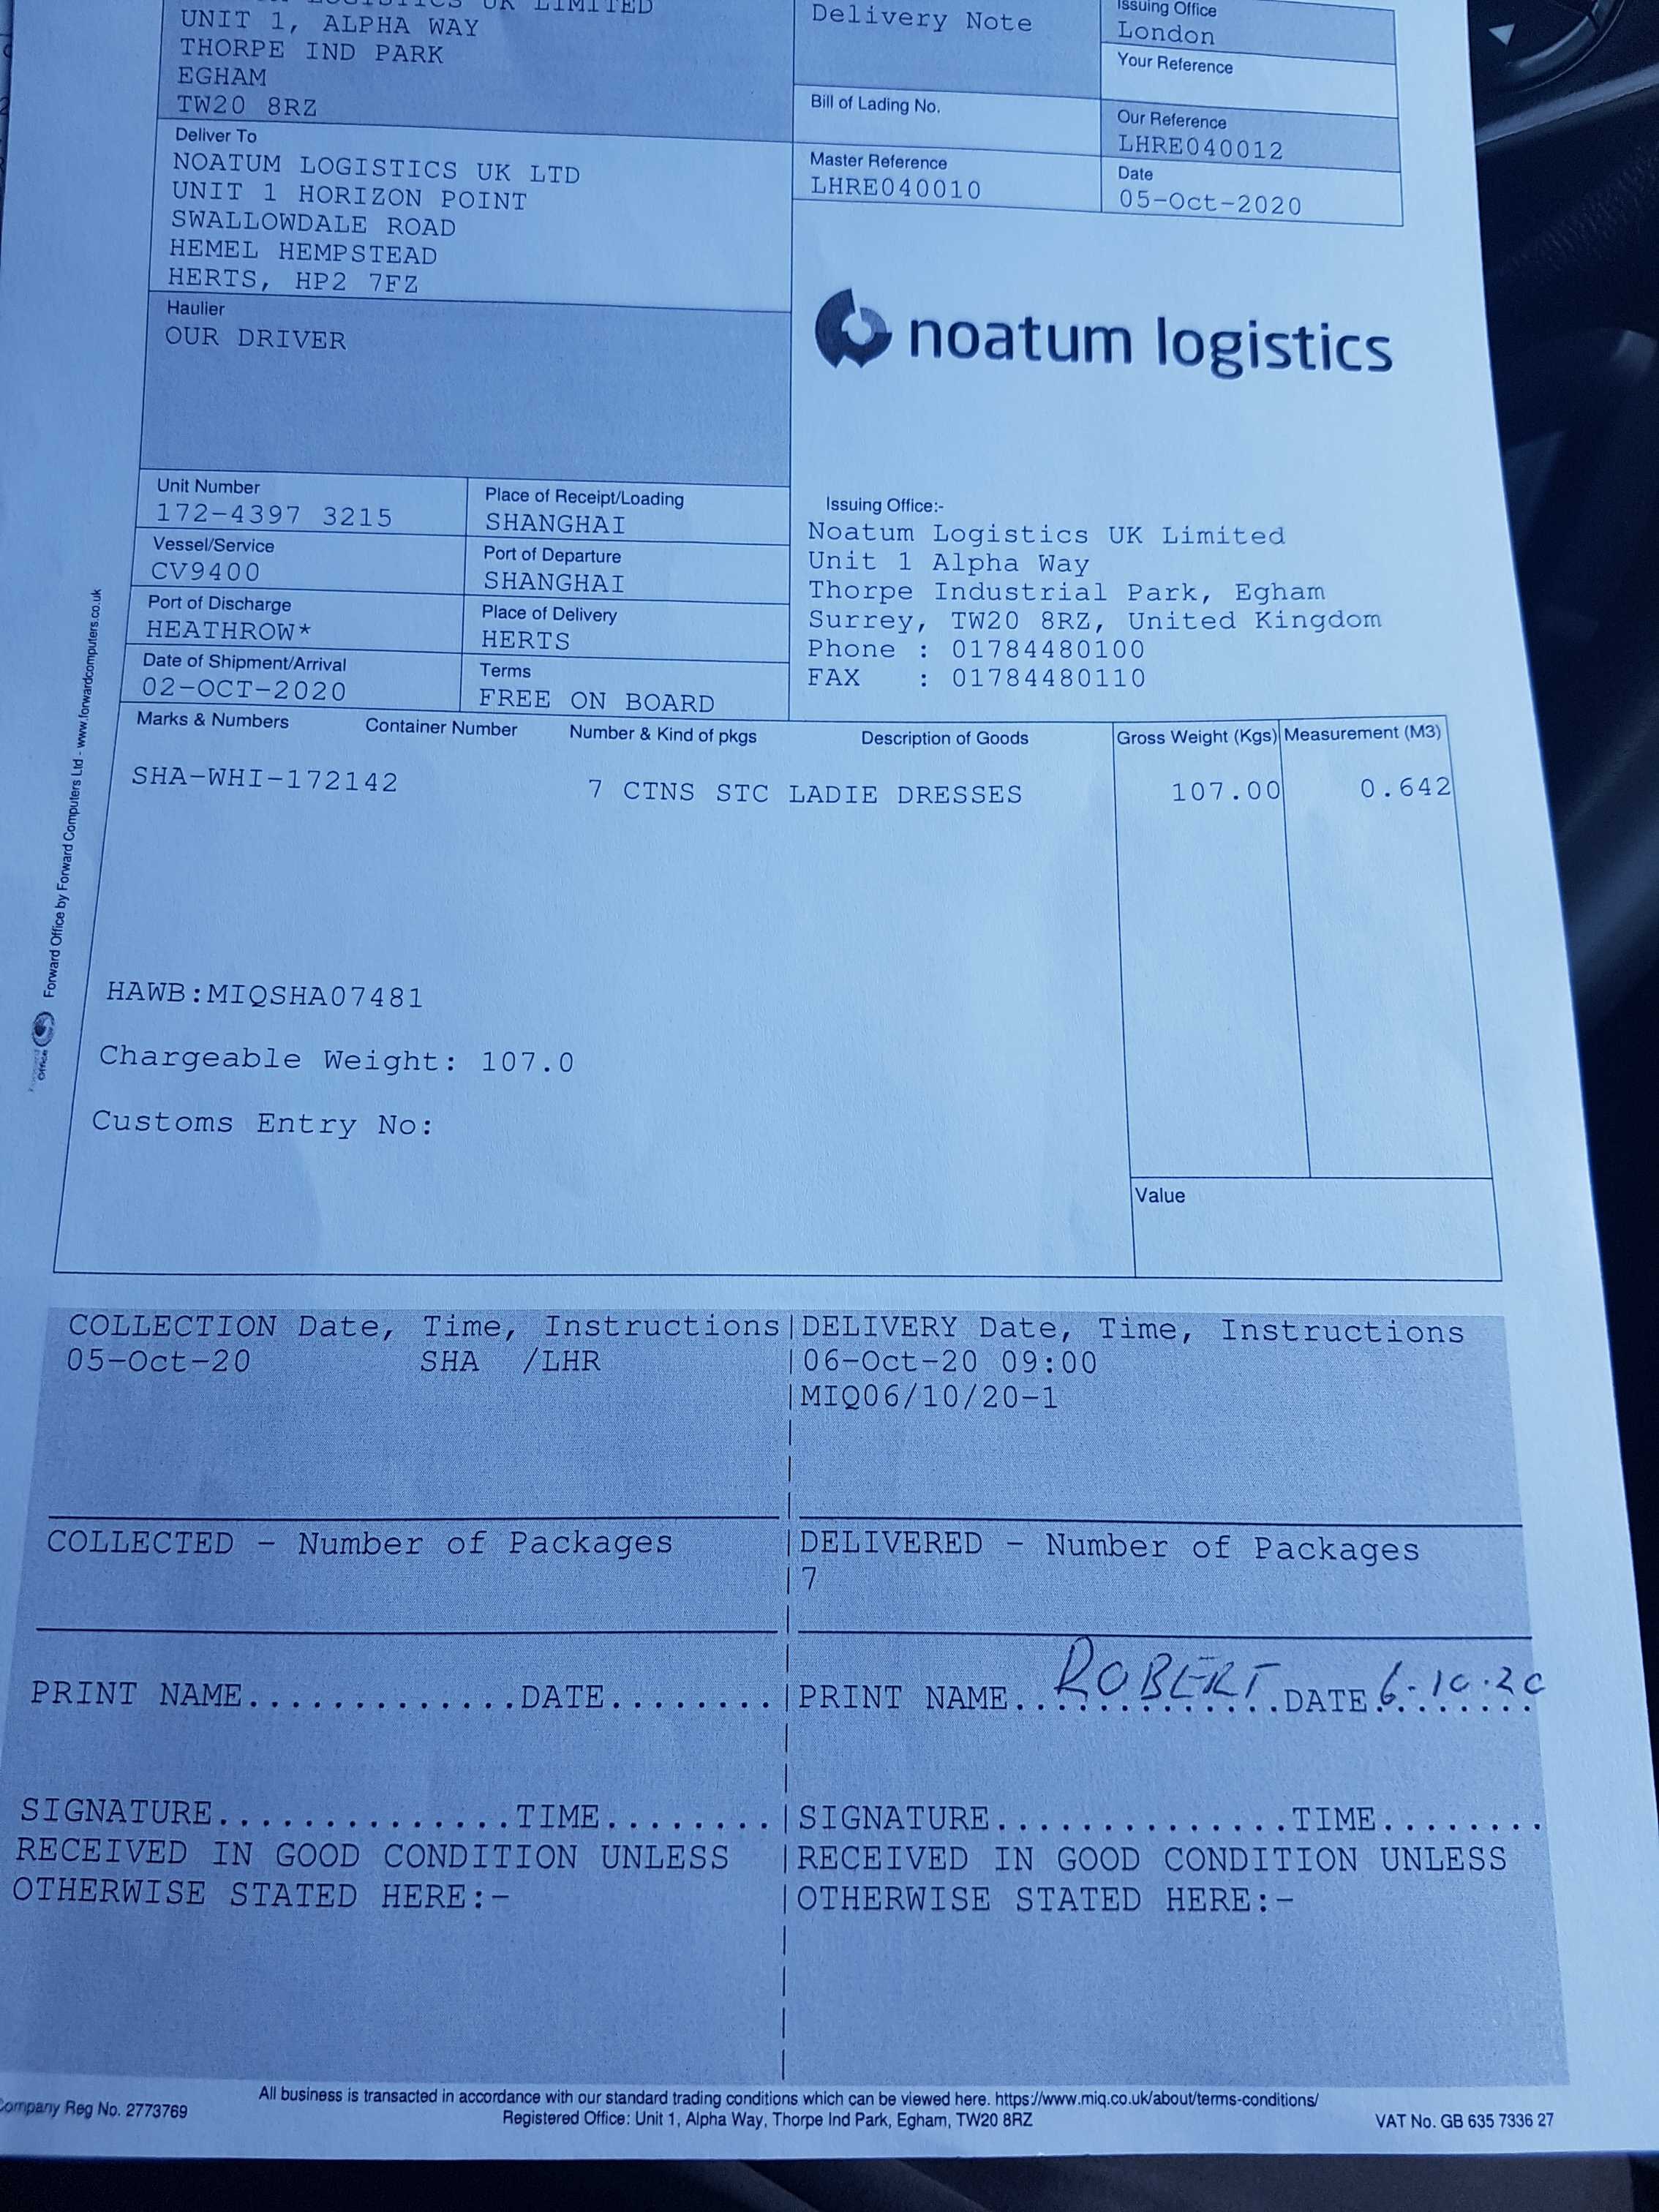 LOGISTICS UK LIMITED
UNIT 1, ALPHA WAY
THORPE IND PARK
EGHAM
TW20 8RZ
Delivery Note
Issuing Office
London
Your Reference
Bill of Lading No.
Our Reference
LHRE040012
Master Reference
LHRE040010
Date
05-Oct-2020
Deliver To
NOATUM LOGISTICS UK LTD
UNIT 1 HORIZON POINT
SWALLOWDALE ROAD
HEMEL HEMPSTEAD
HERTS, HP2 7FZ
Haulier
OUR DRIVER
noatum logistics
Unit Number
172-4397 3215
Place of Receipt/Loading
SHANGHAI
Vessel/Service
CV9400
Port of Departure
SHANGHAI
Port of Discharge
HEATHROW*
Place of Delivery
HERTS
Date of Shipment/Arrival
02-OCT-2020
Terms
FREE ON BOARD
Issuing Office:-
Noatum Logistics UK Limited
Unit 1 Alpha Way
Thorpe Industrial Park, Egham
Surrey, TW20 8RZ, United Kingdom
Phone : 01784480100
FAX : 01784480110
Marks & Numbers Container Number Number & Kind of pkgs Description of Goods Gross Weight (Kgs) Measurement (M3)
SHA-WHI-172142 7 CTNS STC LADIE DRESSES 107.00 0.642
HAWB:MIQSHA07481
Chargeable Weight: 107.0
Customs Entry No:
Value
Forward Office by Forward Computers Ltd - www.forwardcomputers.co.uk
Office
COLLECTION Date, Time, Instructions|DELIVERY Date, Time, Instructions
05-Oct-20 SHA /LHR |06-Oct-20 09:00
|MIQ06/10/20-1
COLLECTED - Number of Packages |DELIVERED - Number of Packages
|7
PRINT NAME..............DATE.........|PRINT NAME.. ROBERT DATE 6-10-20
SIGNATURE...............TIME.........|SIGNATURE...............TIME.........
RECEIVED IN GOOD CONDITION UNLESS |RECEIVED IN GOOD CONDITION UNLESS
OTHERWISE STATED HERE:- |OTHERWISE STATED HERE:-
All business is transacted in accordance with our standard trading conditions which can be viewed here. https://www.miq.co.uk/about/terms-conditions/
Company Reg No. 2773769 Registered Office: Unit 1, Alpha Way, Thorpe Ind Park, Egham, TW20 8RZ VAT No. GB 635 7336 27